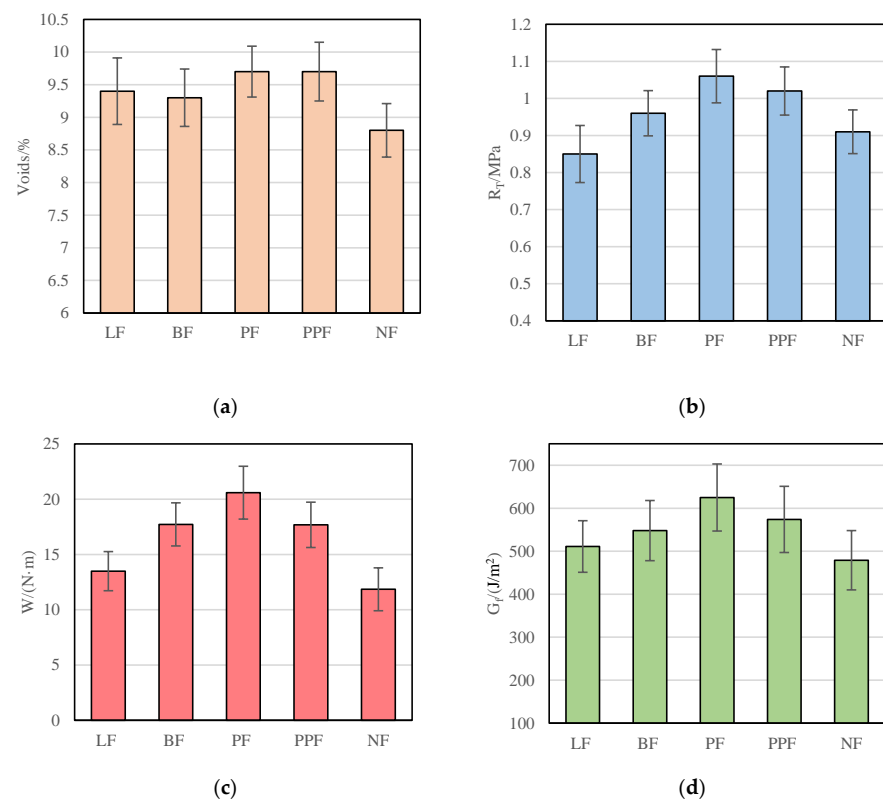 10.5
10
9.5
9
8.5
8
7.5
7
6.5
6
Voids/%
LF BF PF PPF NF
(a)
1.2
1.1
1
0.9
0.8
0.7
0.6
0.5
0.4
R_T/MPa
LF BF PF PPF NF
(b)
25
20
15
10
5
0
W/(N·m)
LF BF PF PPF NF
(c)
700
600
500
400
300
200
100
G_f/(J/m²)
LF BF PF PPF NF
(d)